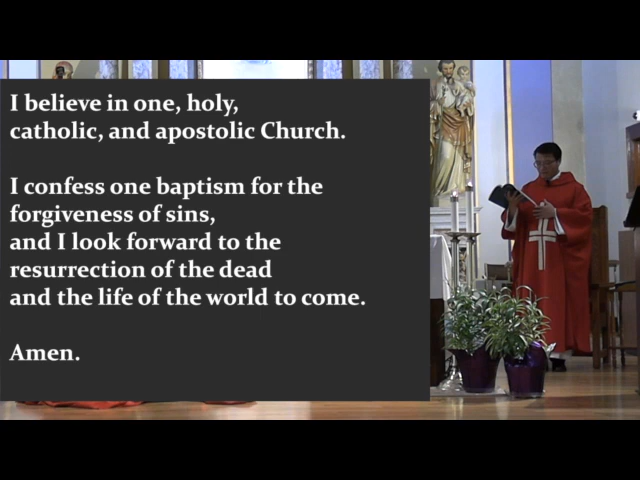 I believe in one, holy,
catholic, and apostolic Church.
I confess one baptism for the
forgiveness of sins,
and I look forward to the
resurrection of the dead
and the life of the world to come.
Amen.